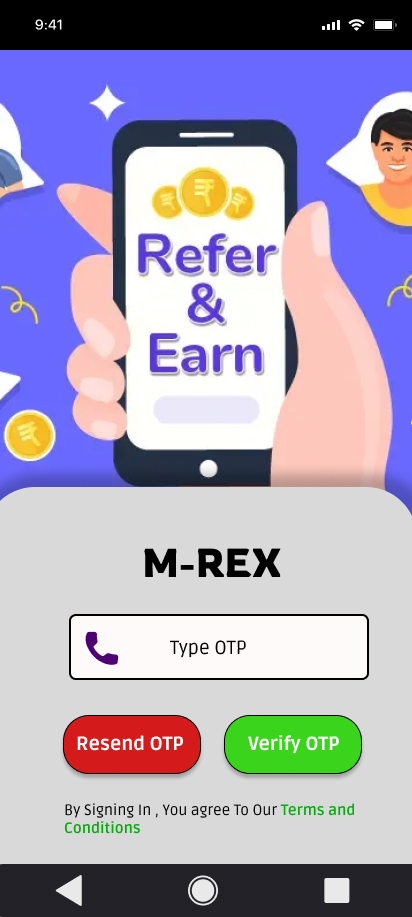 9:41
Refer
&
Earn
M-REX
Type OTP
Resend OTP
Verify OTP
By Signing In , You agree To Our Terms and
Conditions